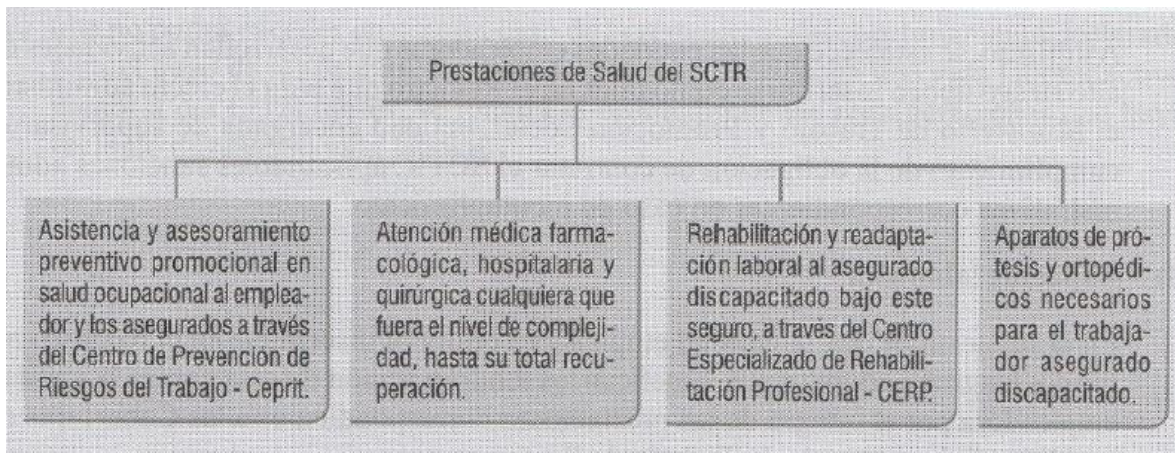 Prestaciones de Salud del SCTR
Asistencia y asesoramiento
preventivo promocional en
salud ocupacional al emplea-
dor y los asegurados a través
del Centro de Prevención de
Riesgos del Trabajo - Ceprit.
Atención médica farma-
cológica, hospitalaria y
quirúrgica cualquiera que
fuera el nivel de compleji-
dad, hasta su total recu-
peración.
Rehabilitación y readapta-
ción laboral al asegurado
discapacitado bajo este
seguro, a través del Centro
Especializado de Rehabili-
tación Profesional - CERP.
Aparatos de pró-
tesis y ortopédi-
cos necesarios
para el trabaja-
dor asegurado
discapacitado.